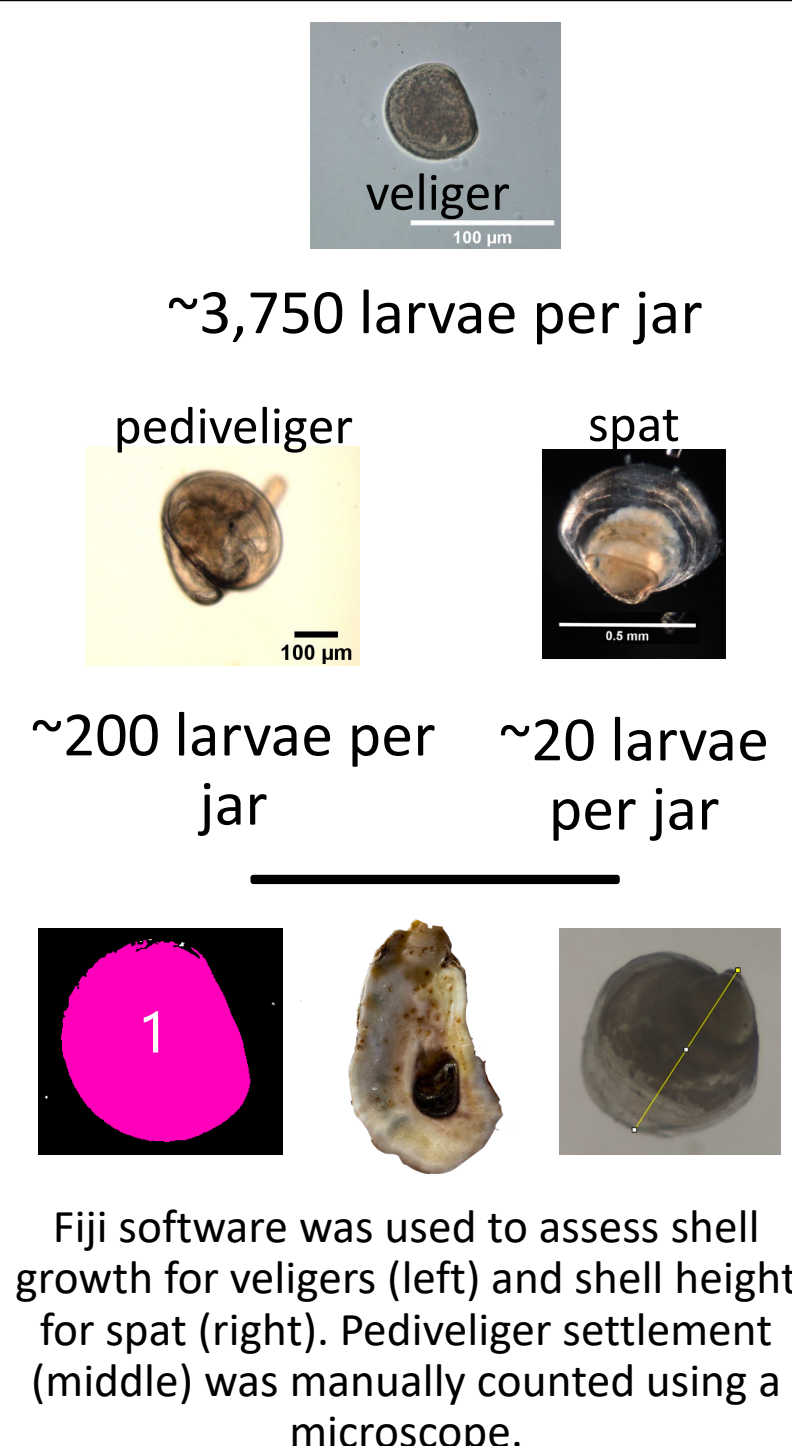 veliger
100 µm
~3,750 larvae per jar
pediveliger
spat
100 µm
0.5 mm
~200 larvae per
jar
~20 larvae
per jar
1
Fiji software was used to assess shell
growth for veligers (left) and shell height
for spat (right). Pediveliger settlement
(middle) was manually counted using a
microscope.